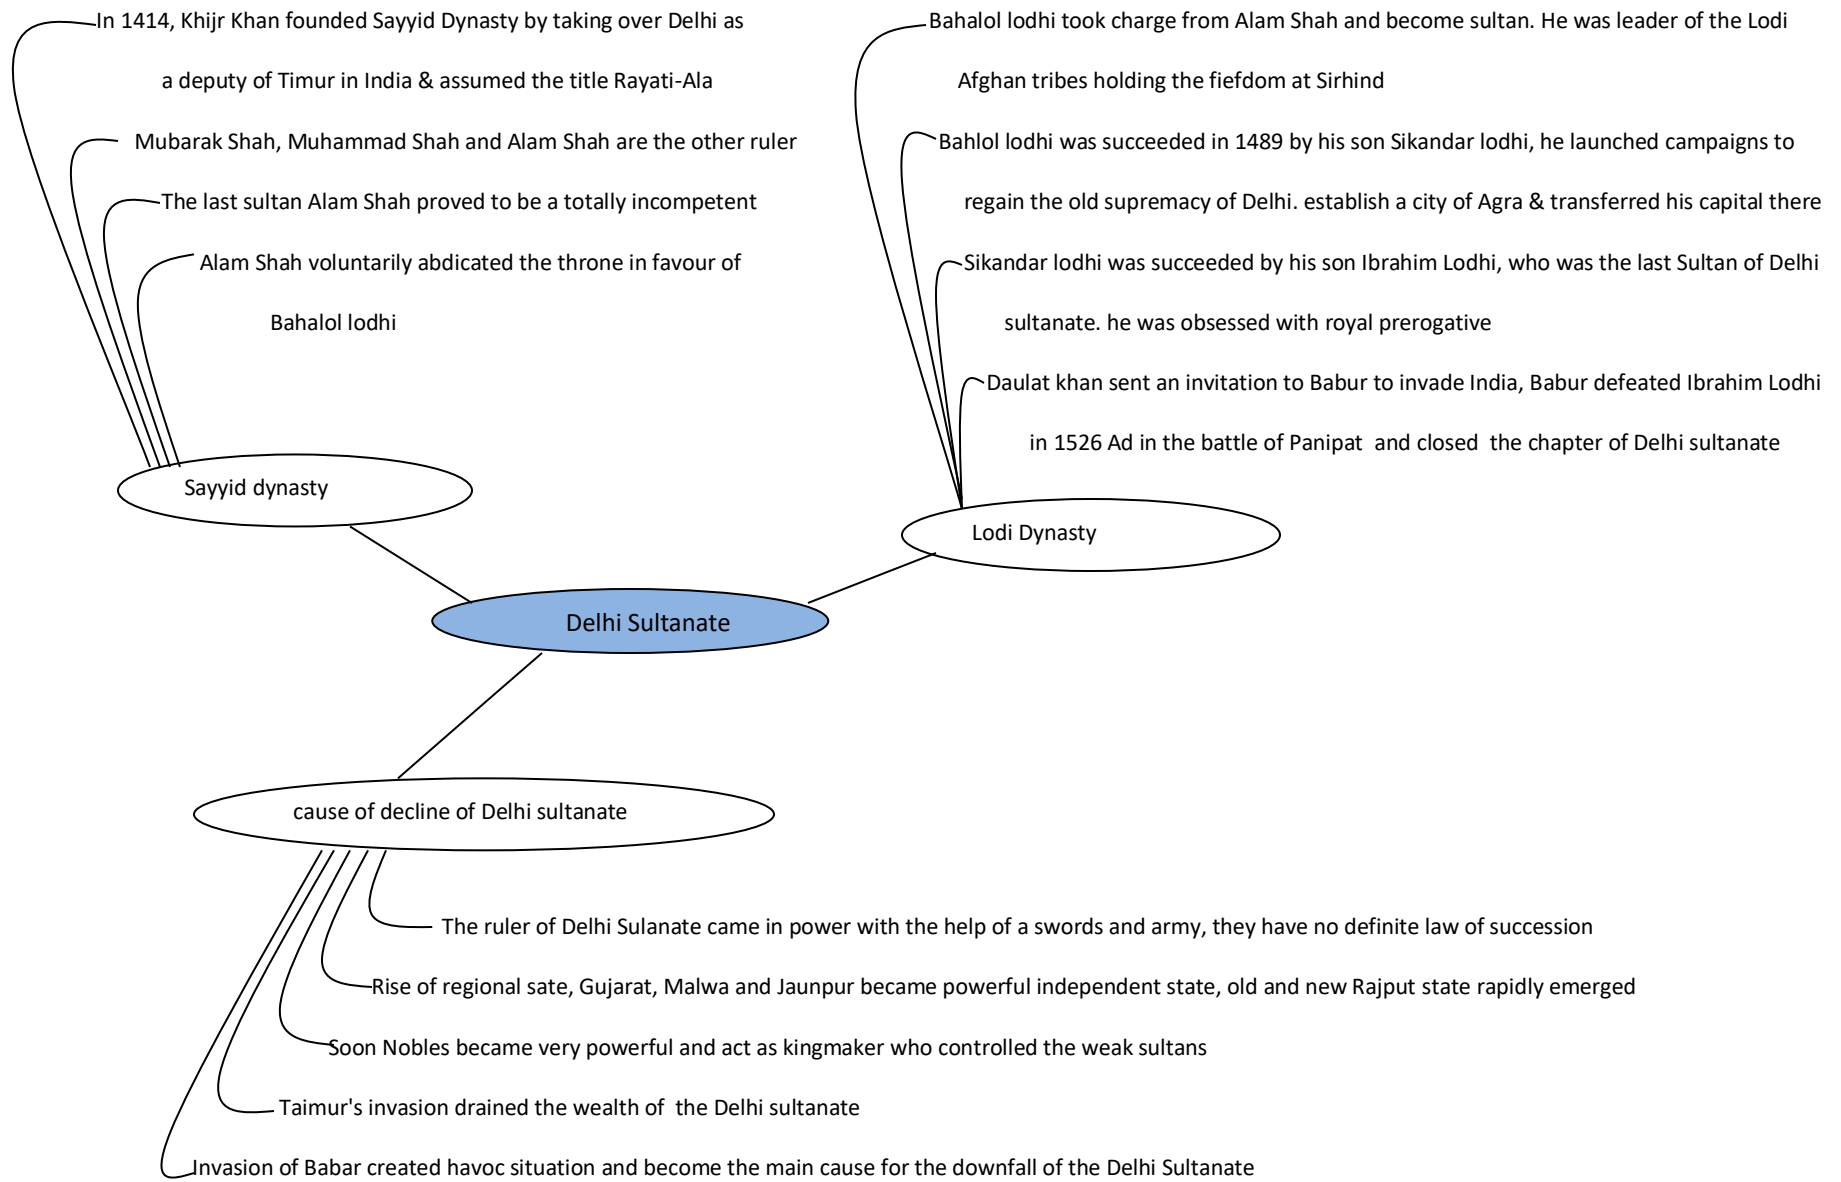 In 1414, Khijr Khan founded Sayyid Dynasty by taking over Delhi as
a deputy of Timur in India & assumed the title Rayati-Ala
Mubarak Shah, Muhammad Shah and Alam Shah are the other ruler
The last sultan Alam Shah proved to be a totally incompetent
Alam Shah voluntarily abdicated the throne in favour of
Bahalol lodhi
Sayyid dynasty
Bahalol lodhi took charge from Alam Shah and become sultan. He was leader of the Lodi
Afghan tribes holding the fiefdom at Sirhind
Bahlol lodhi was succeeded in 1489 by his son Sikandar lodhi, he launched campaigns to
regain the old supremacy of Delhi. establish a city of Agra & transferred his capital there
Sikandar lodhi was succeeded by his son Ibrahim Lodhi, who was the last Sultan of Delhi
sultanate. he was obsessed with royal prerogative
Daulat khan sent an invitation to Babur to invade India, Babur defeated Ibrahim Lodhi
in 1526 Ad in the battle of Panipat and closed the chapter of Delhi sultanate
Lodi Dynasty
Delhi Sultanate
cause of decline of Delhi sultanate
The ruler of Delhi Sulanate came in power with the help of a swords and army, they have no definite law of succession
Rise of regional sate, Gujarat, Malwa and Jaunpur became powerful independent state, old and new Rajput state rapidly emerged
Soon Nobles became very powerful and act as kingmaker who controlled the weak sultans
Taimur's invasion drained the wealth of the Delhi sultanate
Invasion of Babar created havoc situation and become the main cause for the downfall of the Delhi Sultanate